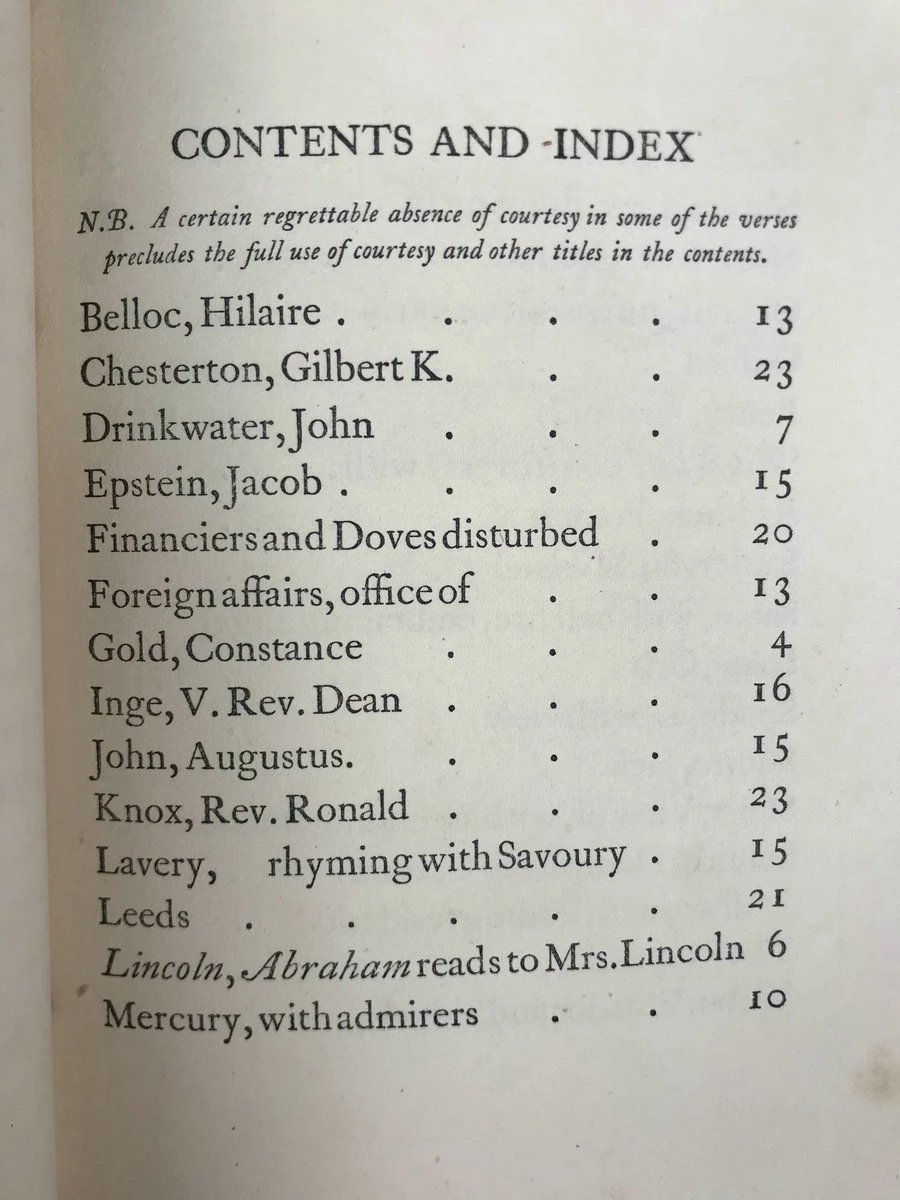 CONTENTS AND INDEX
N.B. A certain regrettable absence of courtesy in some of the verses
precludes the full use of courtesy and other titles in the contents.
Belloc, Hilaire . . . . 13
Chesterton, Gilbert K. . . 23
Drinkwater, John . . . 7
Epstein, Jacob . . . . 15
Financiers and Doves disturbed . 20
Foreign affairs, office of . . 13
Gold, Constance . . . 4
Inge, V. Rev. Dean . . . 16
John, Augustus. . . . 15
Knox, Rev. Ronald . . . 23
Lavery, rhyming with Savoury . 15
Leeds . . . . . 21
Lincoln, Abraham reads to Mrs. Lincoln 6
Mercury, with admirers . . 10